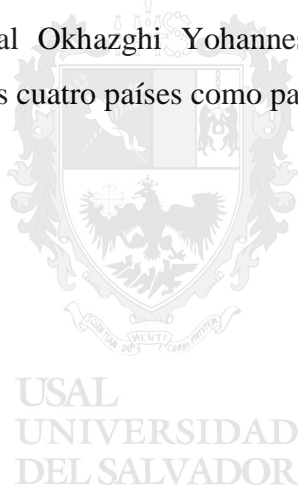 al Okhazghi Yohannes
s cuatro países como pa
USAL
UNIVERSIDAD
DEL SALVADOR